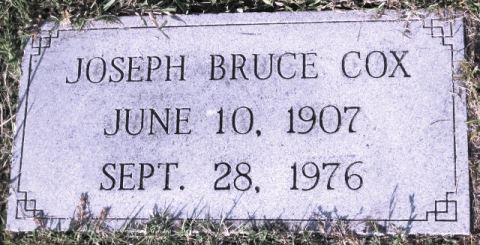 JOSEPH BRUCE COX
JUNE 10, 1907
SEPT. 28, 1976